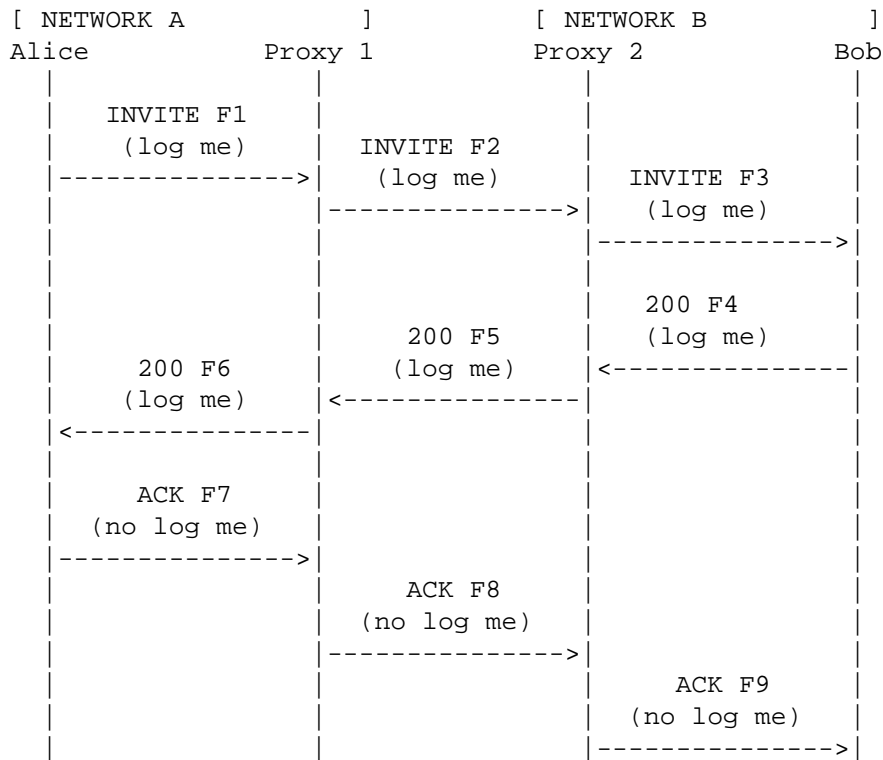 [ NETWORK A ] [ NETWORK B ]
Alice Proxy 1 Proxy 2 Bob
INVITE F1
(log me) INVITE F2
(log me) INVITE F3
(log me)
200 F4
200 F5 (log me)
200 F6 (log me)
(log me)
ACK F7
(no log me)
ACK F8
(no log me)
ACK F9
(no log me)